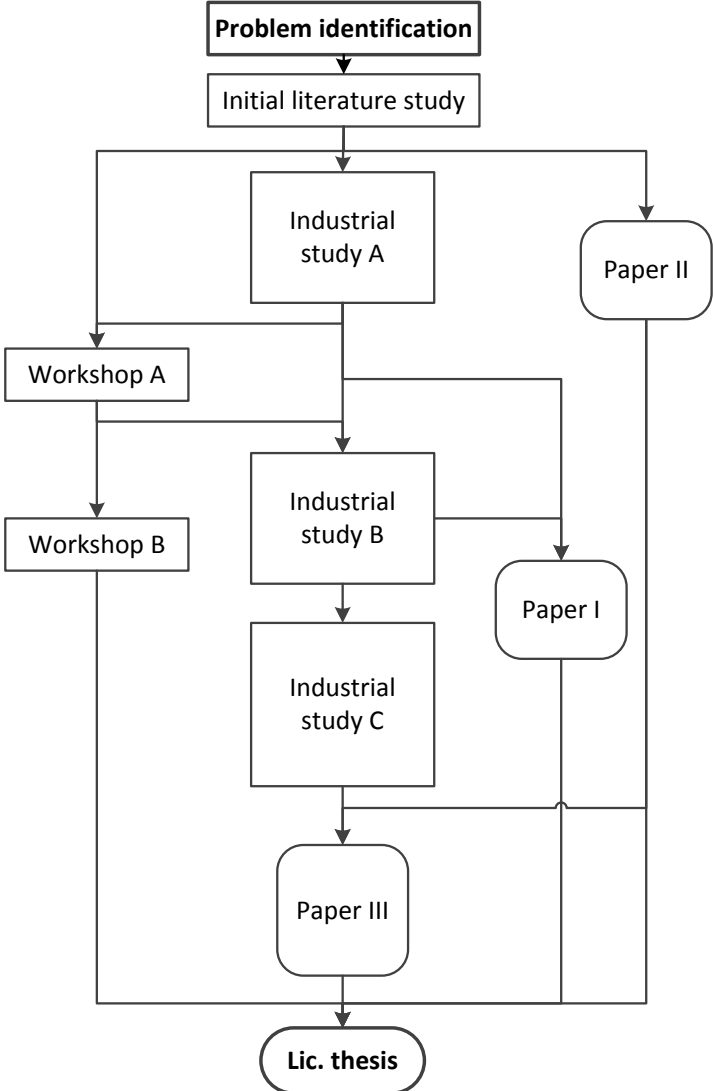 Problem identification
Initial literature study
Industrial
study A
Paper II
Workshop A
Industrial
study B
Workshop B
Paper I
Industrial
study C
Paper III
Lic. thesis